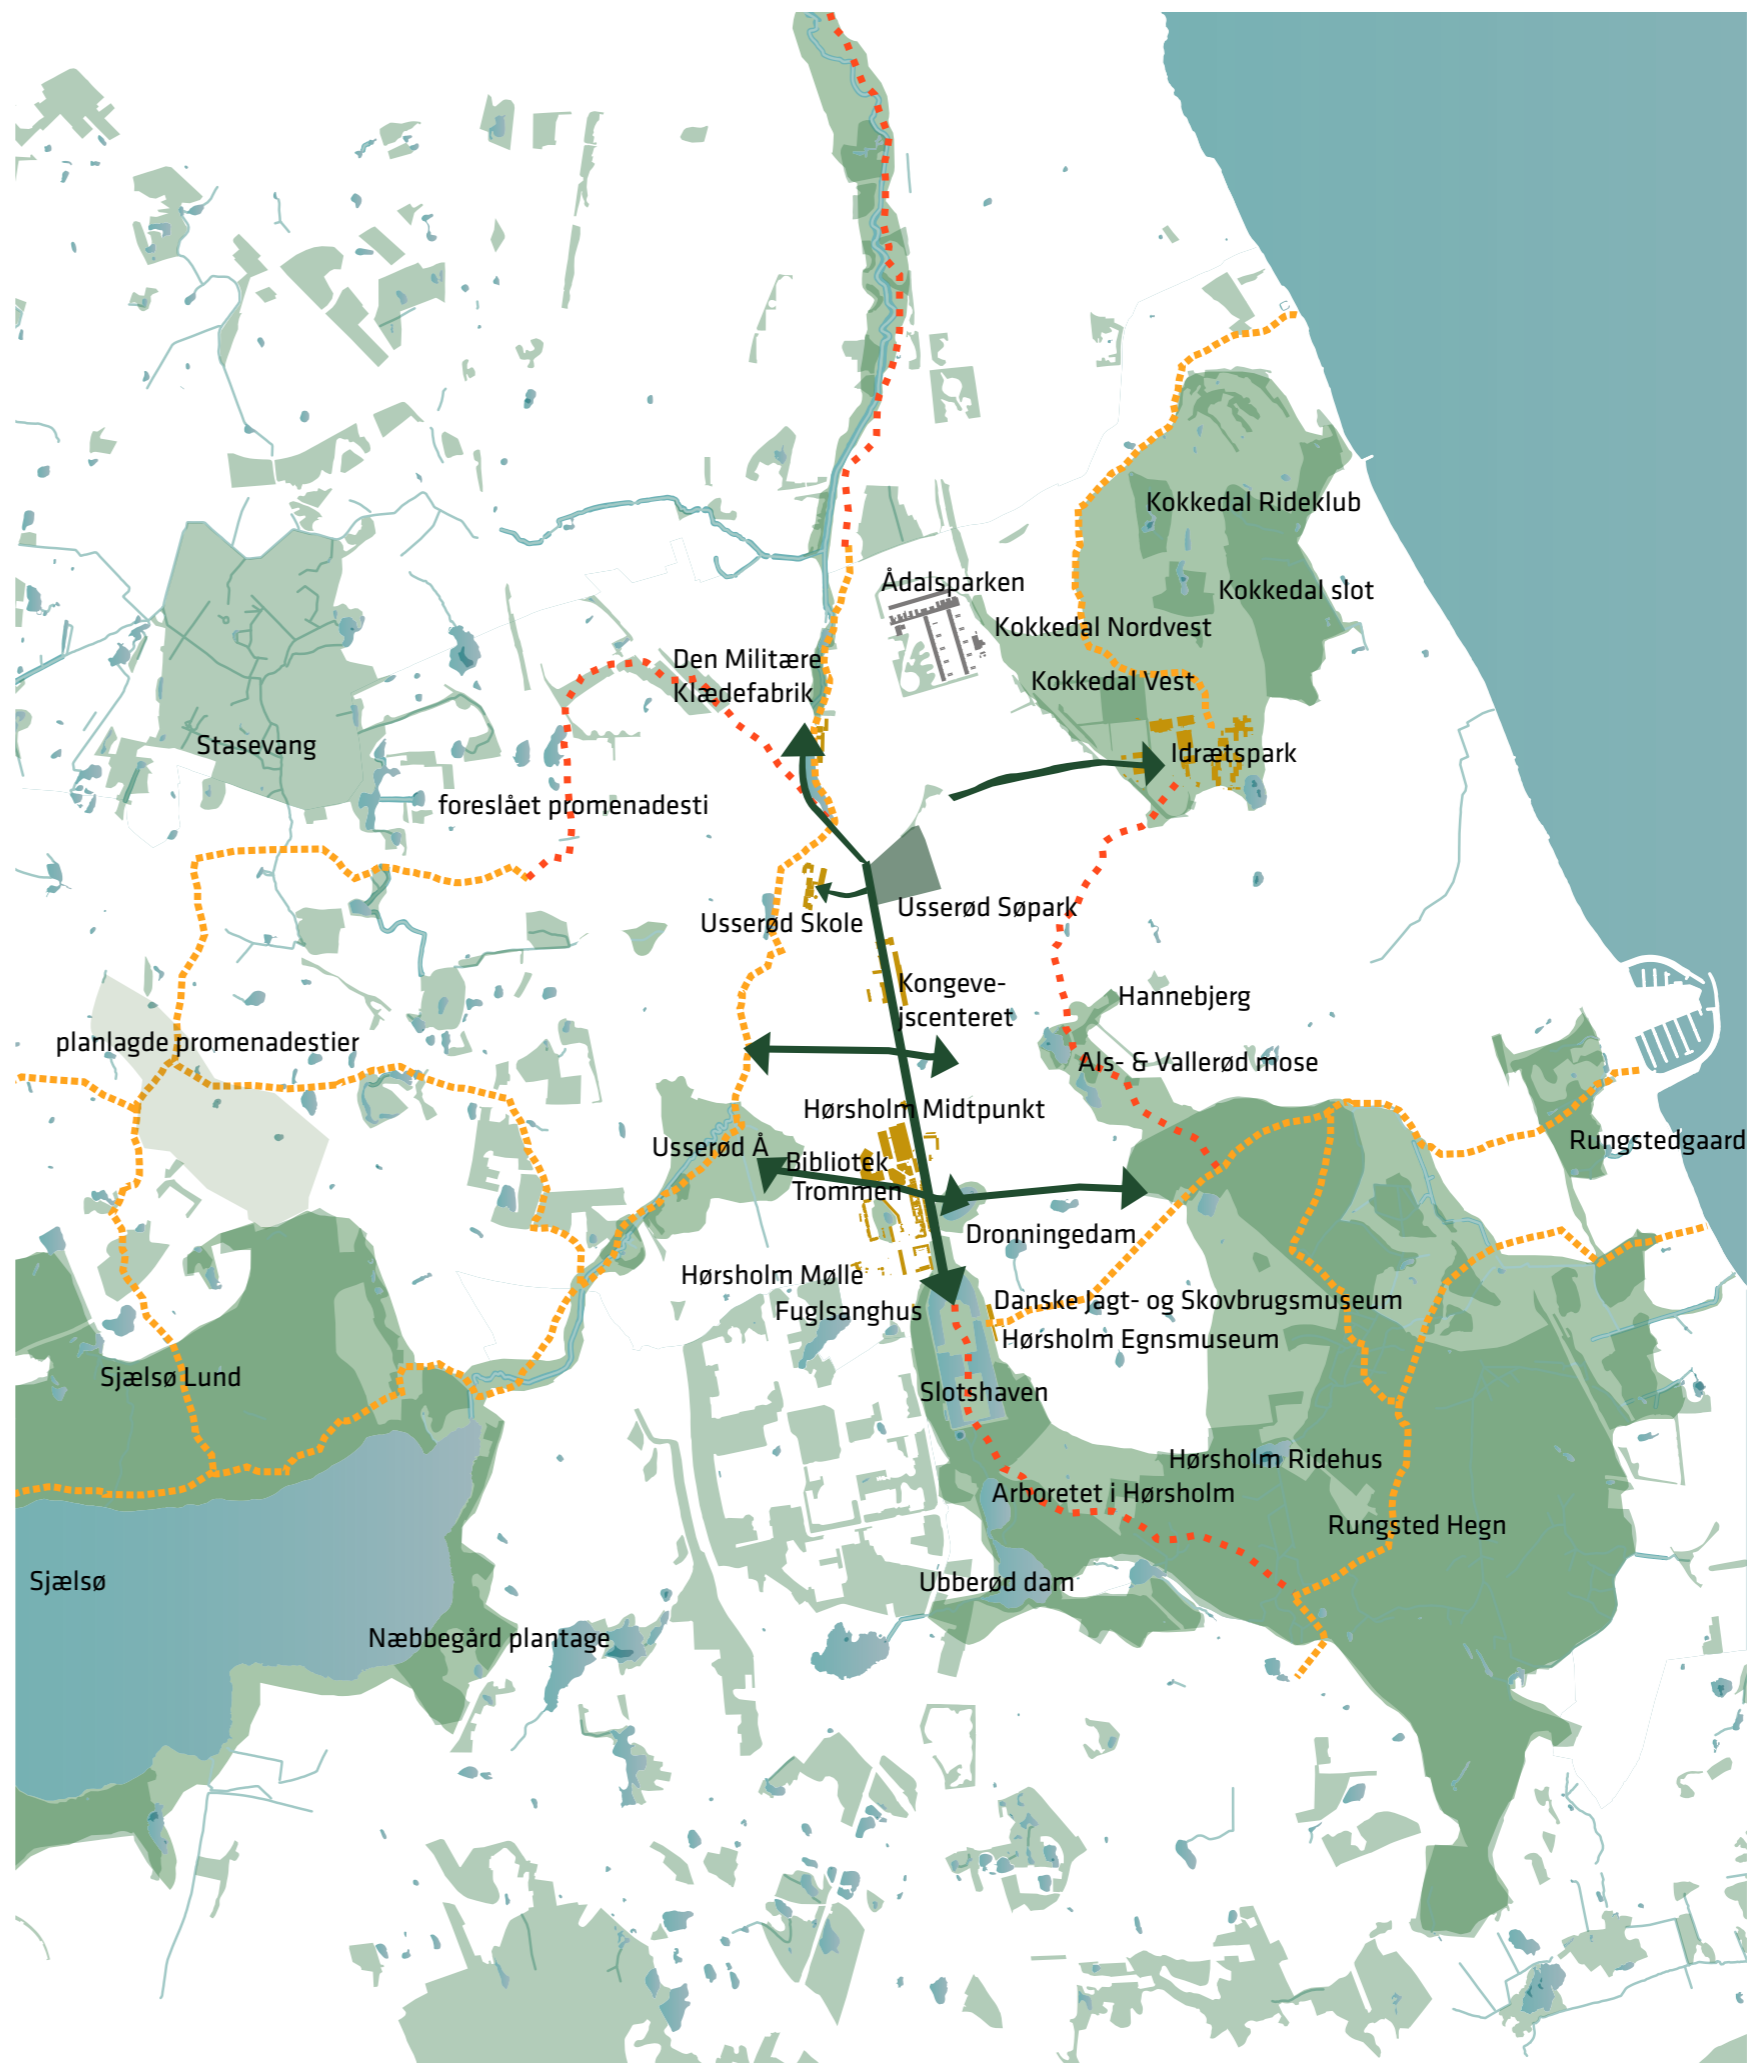 Kokkedal Rideklub
Ådalsparken
Kokkedal slot
Kokkedal Nordvest
Den Militære
Klædefabrik
Kokkedal Vest
Stasevang
Idrætspark
foreslået promenadesti
Usserød Søpark
Usserød Skole
Kongeve-
jscenteret
Hannebjerg
planlagde promenadestier
Als- & Vallerød mose
Hørsholm Midtpunkt
Usserød Å
Rungstedgaard
Bibliotek
Trommen
Dronningedam
Hørsholm Mølle
Fuglsanghus
Danske Jagt- og Skovbrugsmuseum
Hørsholm Egnsmuseum
Sjælsø Lund
Slotshaven
Hørsholm Ridehus
Arboretet i Hørsholm
Rungsted Hegn
Sjælsø
Ubberød dam
Næbbegård plantage